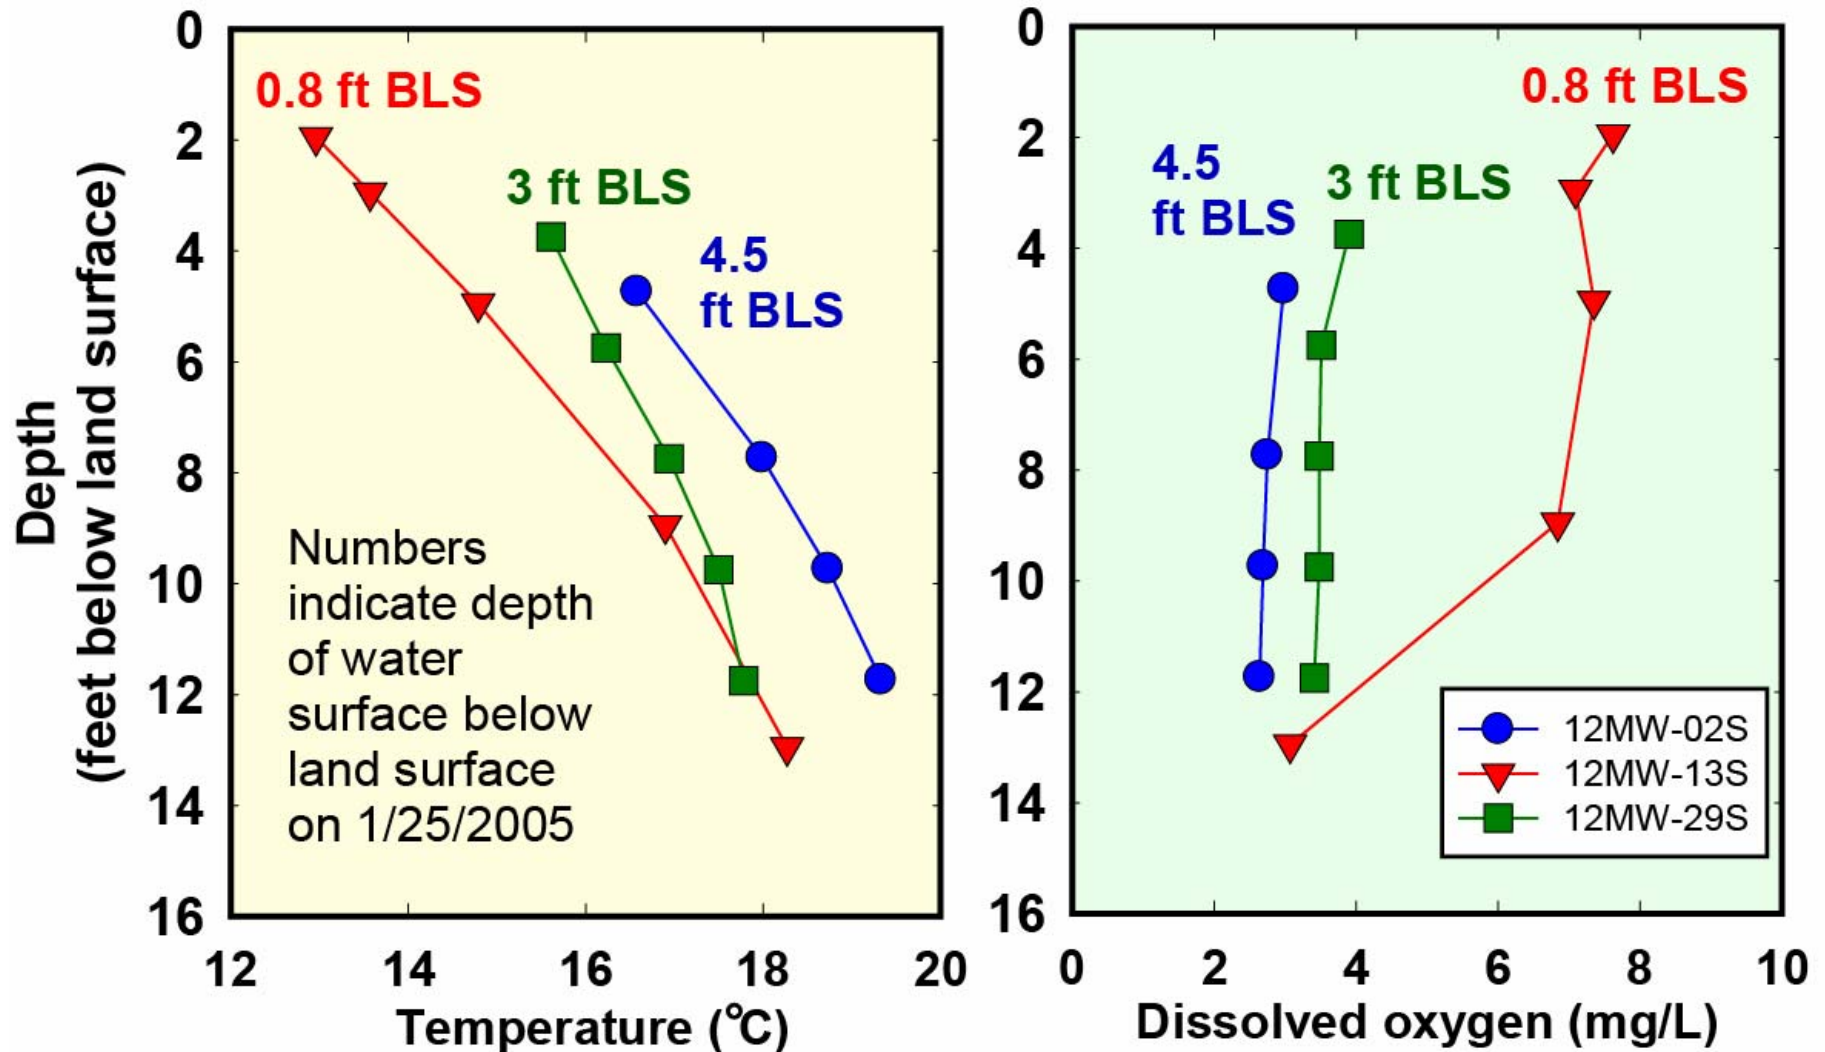 0
2
4
6
8
10
12
14
16
Depth
(feet below land surface)
0.8 ft BLS
3 ft BLS
4.5
ft BLS
Numbers
indicate depth
of water
surface below
land surface
on 1/25/2005
12 14 16 18 20
Temperature (°C)
0
2
4
6
8
10
12
14
16
0.8 ft BLS
4.5
ft BLS
3 ft BLS
12MW-02S
12MW-13S
12MW-29S
0 2 4 6 8 10
Dissolved oxygen (mg/L)